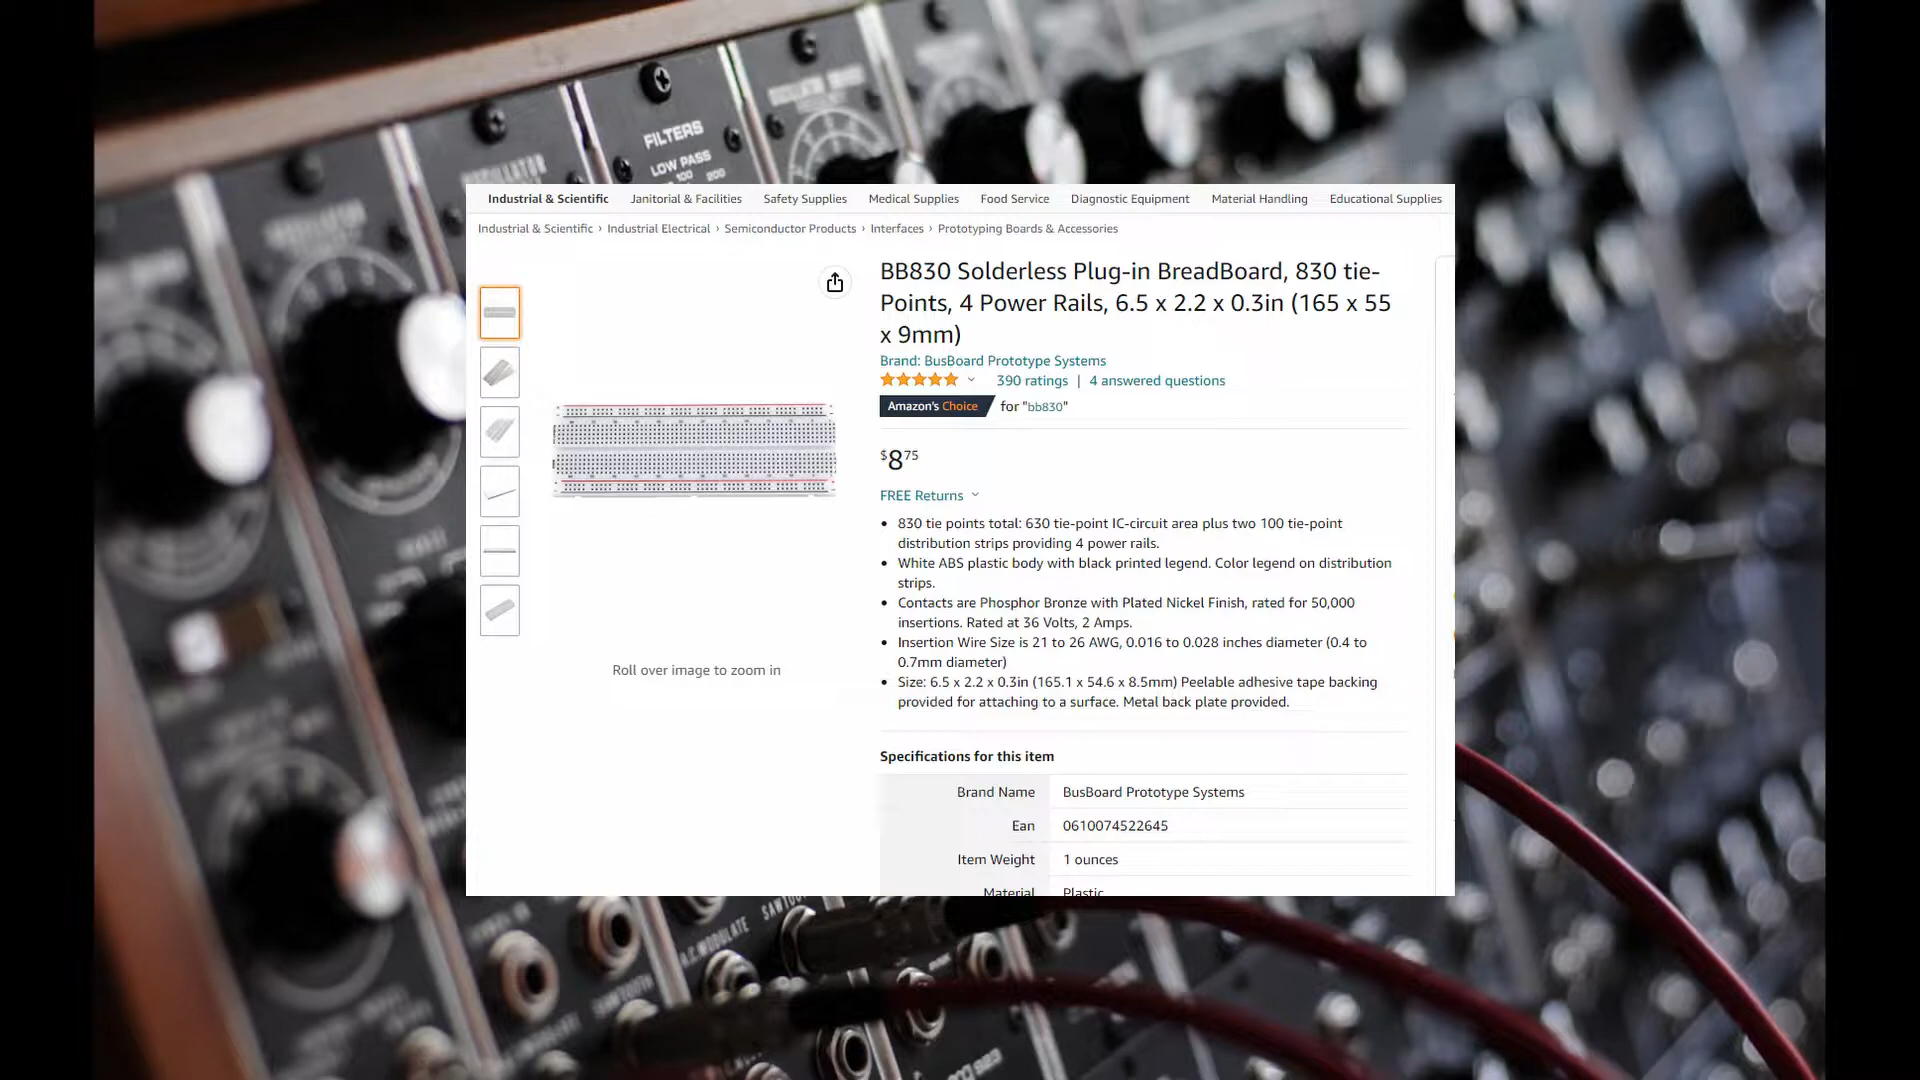 FILTERS
LOW PASS
100 200
Industrial & Scientific Janitorial & Facilities Safety Supplies Medical Supplies Food Service Diagnostic Equipment Material Handling Educational Supplies
Industrial & Scientific › Industrial Electrical › Semiconductor Products › Interfaces › Prototyping Boards & Accessories
BB830 Solderless Plug-in BreadBoard, 830 tie-
Points, 4 Power Rails, 6.5 x 2.2 x 0.3in (165 x 55
x 9mm)
Brand: BusBoard Prototype Systems
390 ratings | 4 answered questions
Amazon's Choice for "bb830"
$8 75
FREE Returns
• 830 tie points total: 630 tie-point IC-circuit area plus two 100 tie-point
distribution strips providing 4 power rails.
• White ABS plastic body with black printed legend. Color legend on distribution
strips.
• Contacts are Phosphor Bronze with Plated Nickel Finish, rated for 50,000
insertions. Rated at 36 Volts, 2 Amps.
• Insertion Wire Size is 21 to 26 AWG, 0.016 to 0.028 inches diameter (0.4 to
0.7mm diameter)
• Size: 6.5 x 2.2 x 0.3in (165.1 x 54.6 x 8.5mm) Peelable adhesive tape backing
provided for attaching to a surface. Metal back plate provided.
Roll over image to zoom in
Specifications for this item
Brand Name BusBoard Prototype Systems
Ean 0610074522645
Item Weight 1 ounces
Material Plastic